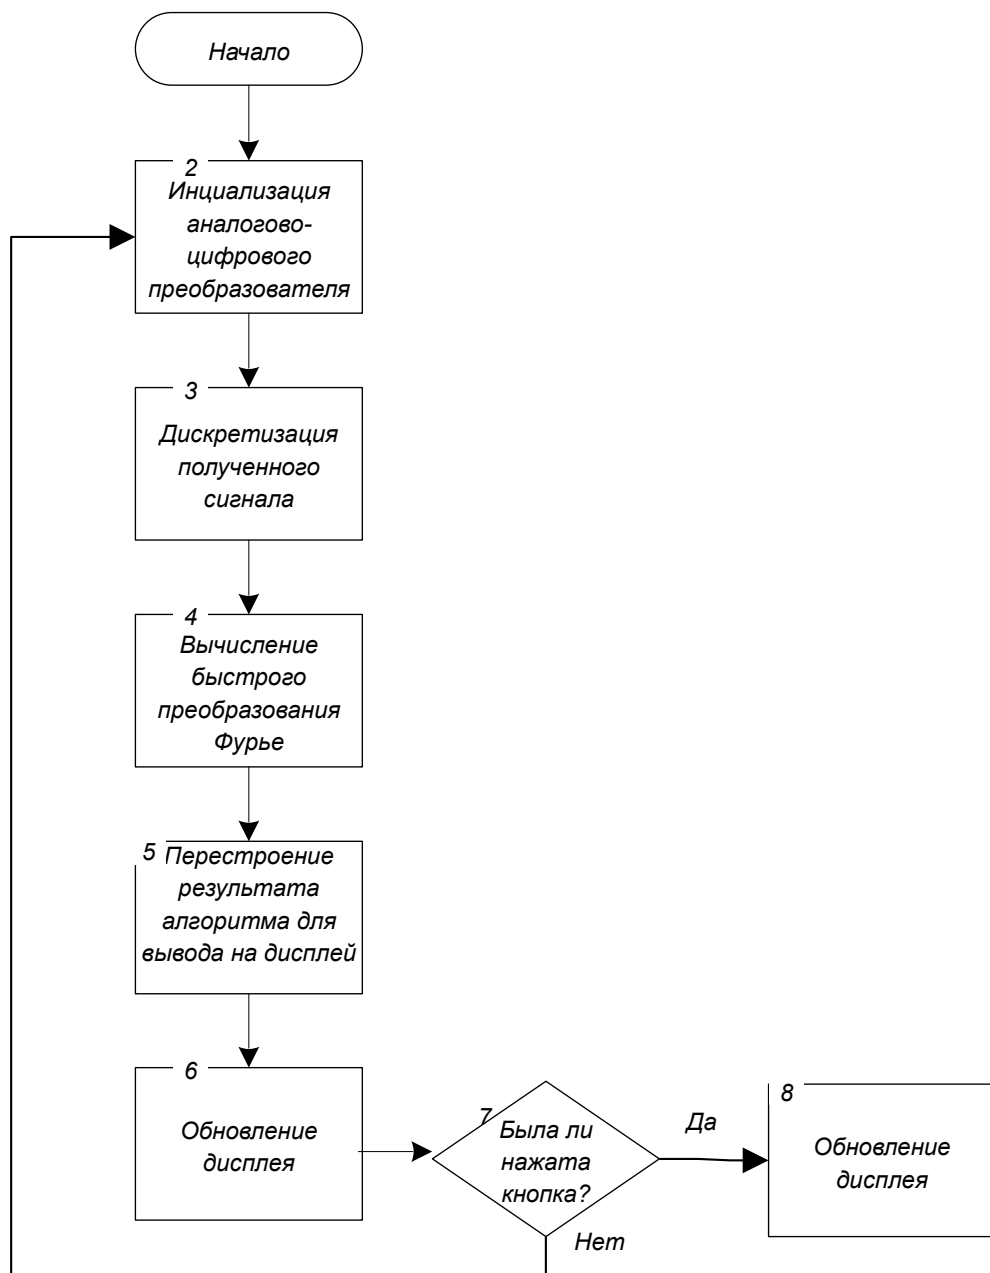 Начало
2
Инциализация
аналогово-
цифрового
преобразователя
3
Дискретизация
полученного
сигнала
4
Вычисление
быстрого
преобразования
Фурье
5 Перестроение
результата
алгоритма для
вывода на дисплей
6
Обновление
дисплея
7
Была ли
нажата
кнопка?
Да
Нет
8
Обновление
дисплея